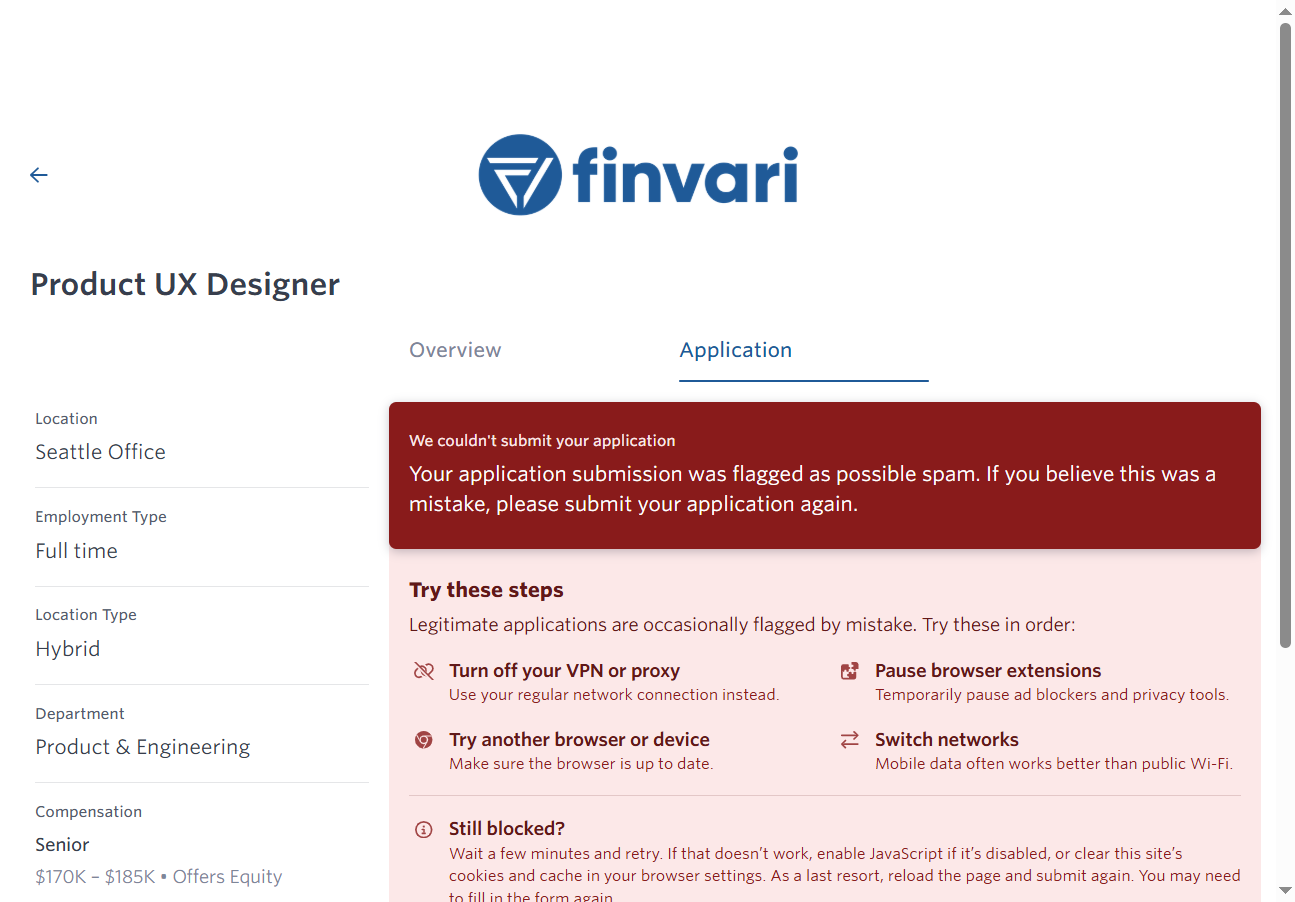 finvari
Product UX Designer
Overview
Application
Location
Seattle Office
Employment Type
Full time
Location Type
Hybrid
Department
Product & Engineering
Compensation
Senior
$170K – $185K • Offers Equity
We couldn't submit your application
Your application submission was flagged as possible spam. If you believe this was a
mistake, please submit your application again.
Try these steps
Legitimate applications are occasionally flagged by mistake. Try these in order:
Turn off your VPN or proxy
Use your regular network connection instead.
Pause browser extensions
Temporarily pause ad blockers and privacy tools.
Try another browser or device
Make sure the browser is up to date.
Switch networks
Mobile data often works better than public Wi-Fi.
Still blocked?
Wait a few minutes and retry. If that doesn’t work, enable JavaScript if it’s disabled, or clear this site’s
cookies and cache in your browser settings. As a last resort, reload the page and submit again. You may need
to fill in the form again.